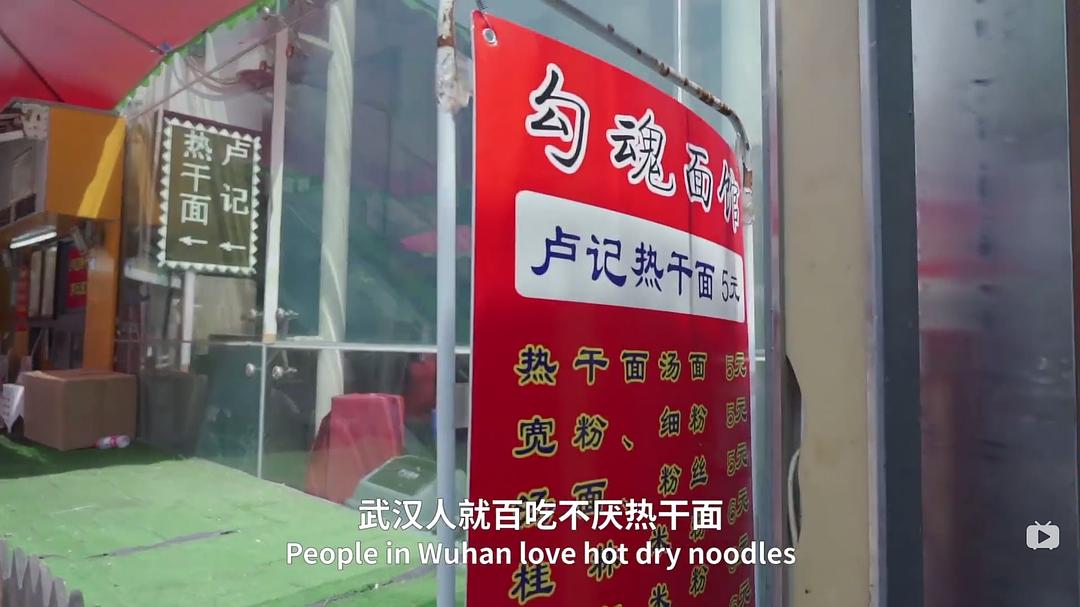 卢记
热干面
勾魂面馆
卢记热干面 5元
热干面汤面 5元
宽粉、细粉 5元
汤面、粉丝 5元
武汉人就百吃不厌热干面
People in Wuhan love hot dry noodles